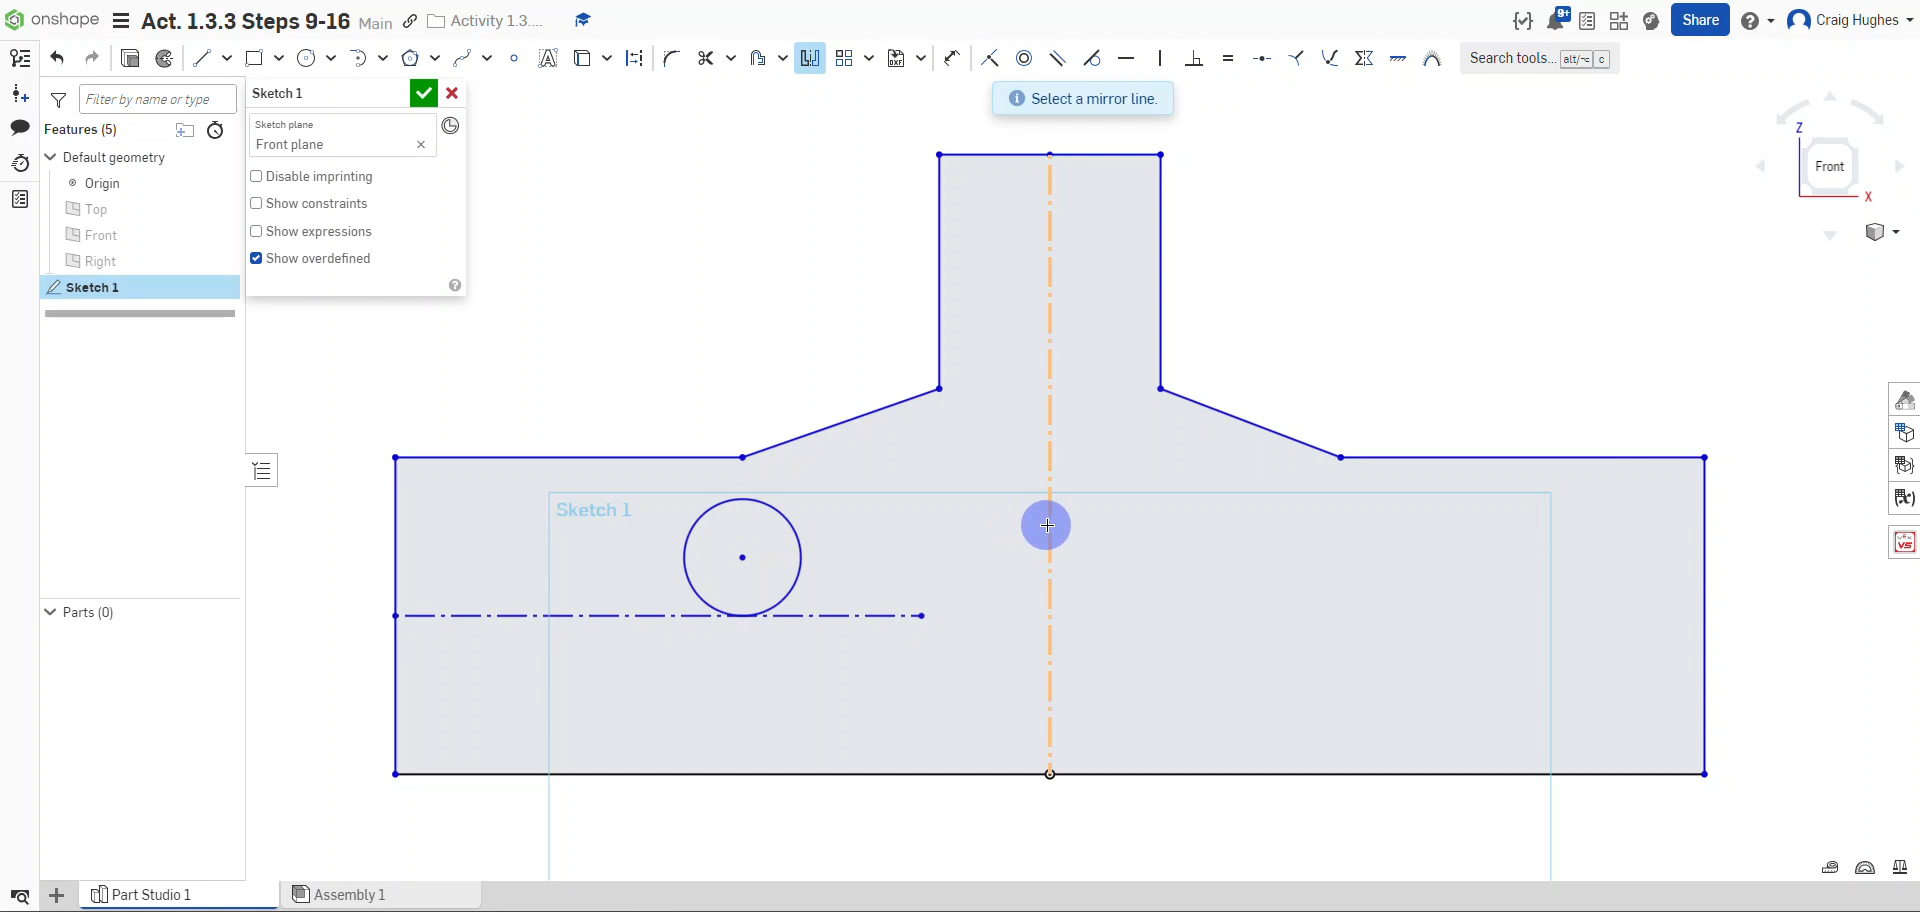 onshape Act. 1.3.3 Steps 9-16 Main Activity 1.3.... 9+ Share Craig Hughes
Search tools... alt/⌥ c
Filter by name or type
Features (5)
Default geometry
Origin
Top
Front
Right
Sketch 1
Parts (0)
Sketch 1
Sketch plane
Front plane
Disable imprinting
Show constraints
Show expressions
Show overdefined
Select a mirror line.
Sketch 1
Z
Front
X
Part Studio 1 Assembly 1